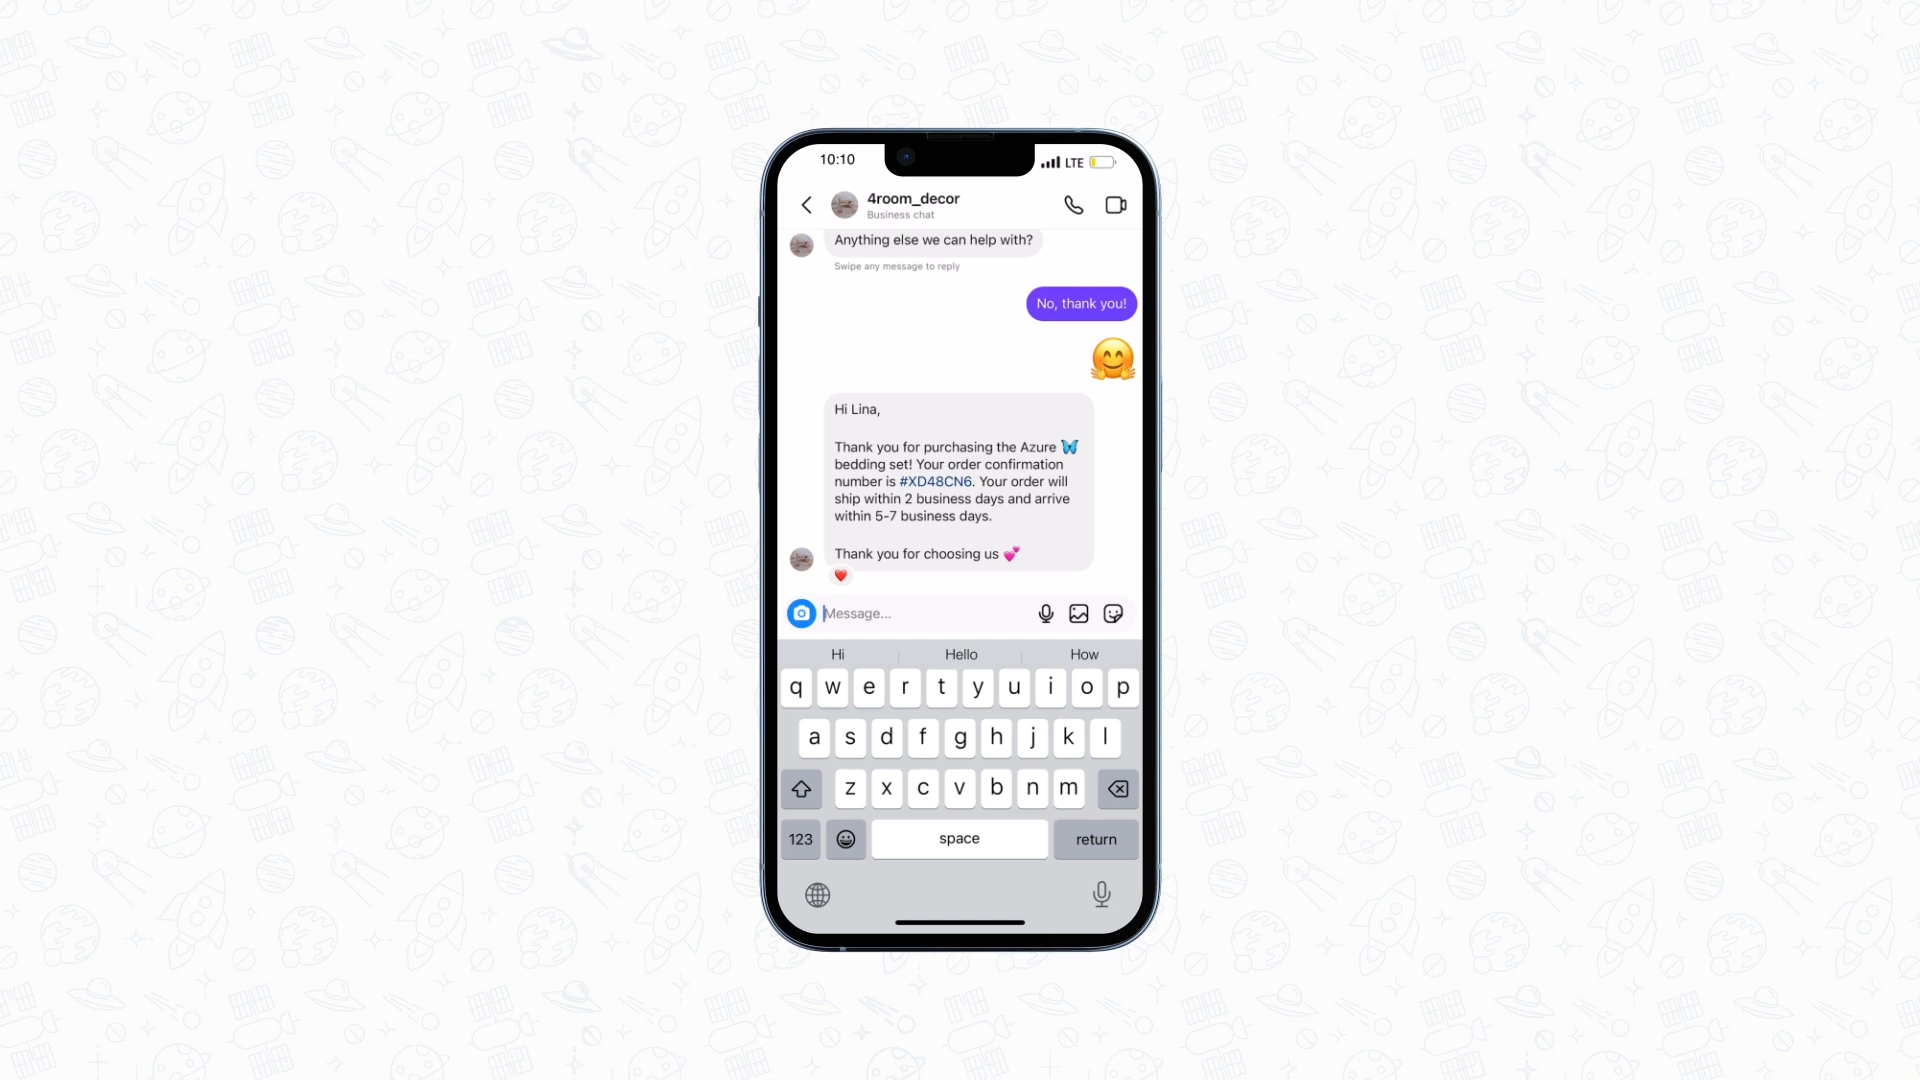 10:10
LTE
4room_decor
Business chat
Anything else we can help with?
Swipe any message to reply
No, thank you!
Hi Lina,
Thank you for purchasing the Azure 🦋
bedding set! Your order confirmation
number is #XD48CN6. Your order will
ship within 2 business days and arrive
within 5-7 business days.
Thank you for choosing us 💕
Message...
Hi Hello How
q w e r t y u i o p
a s d f g h j k l
z x c v b n m
123 space return